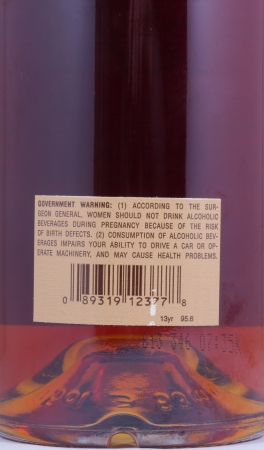 GOVERNMENT WARNING: (1) ACCORDING TO THE SUR-
GEON GENERAL, WOMEN SHOULD NOT DRINK ALCOHOLIC
BEVERAGES DURING PREGNANCY BECAUSE OF THE RISK
OF BIRTH DEFECTS. (2) CONSUMPTION OF ALCOHOLIC BEV-
ERAGES IMPAIRS YOUR ABILITY TO DRIVE A CAR OR OP-
ERATE MACHINERY, AND MAY CAUSE HEALTH PROBLEMS.
0 89319 12377 8
13yr 95.6